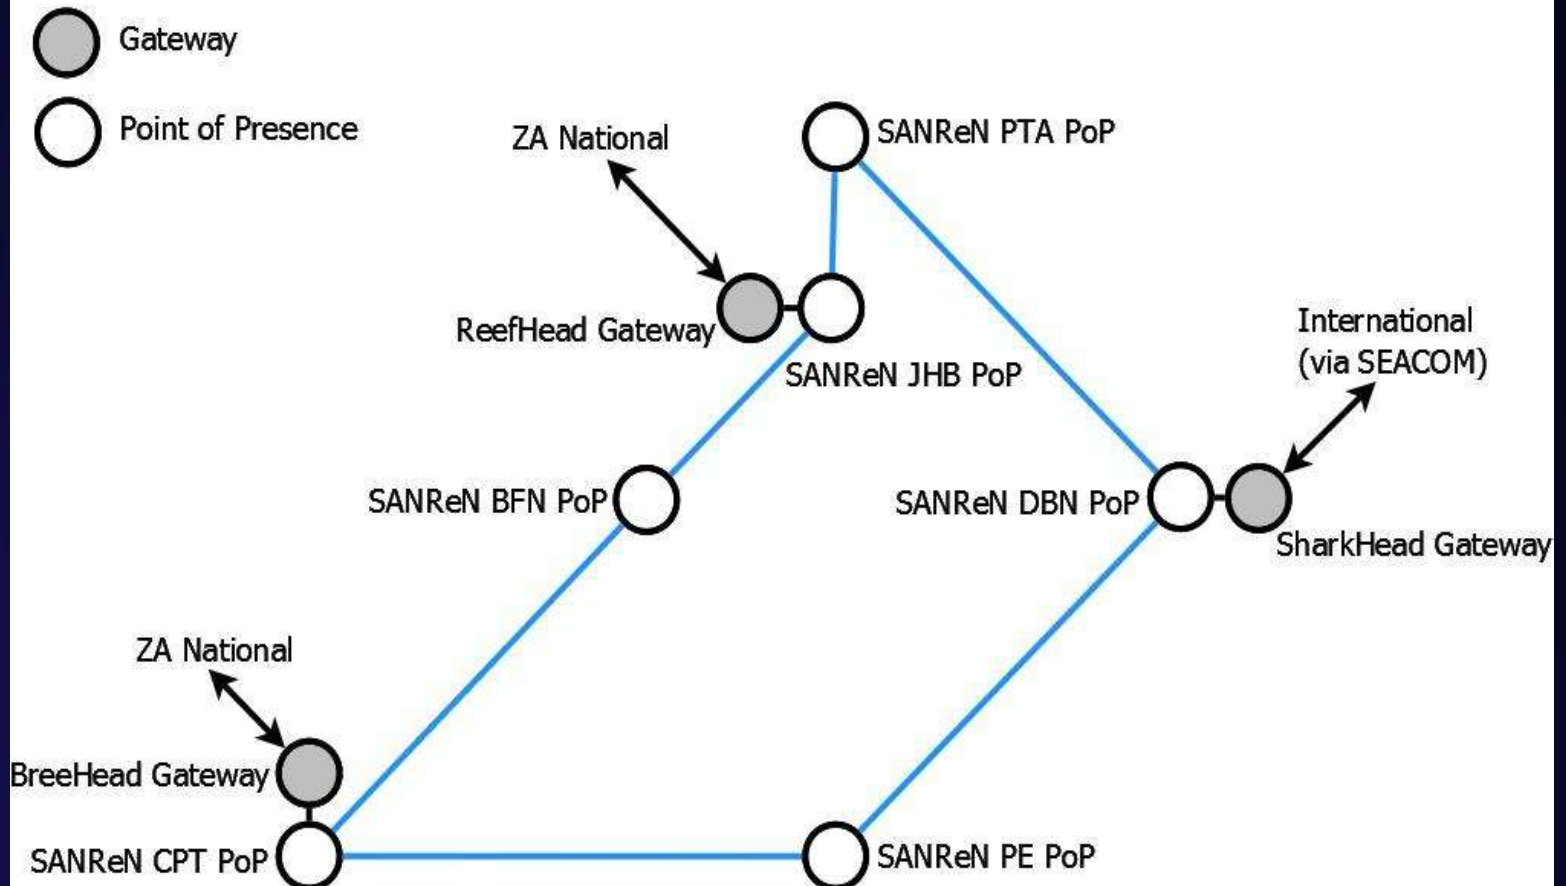 Gateway
Point of Presence
ZA National
SANReN PTA PoP
ReefHead Gateway
SANReN JHB PoP
International
(via SEACOM)
SANReN BFN PoP
SANReN DBN PoP
SharkHead Gateway
ZA National
BreeHead Gateway
SANReN CPT PoP
SANReN PE PoP